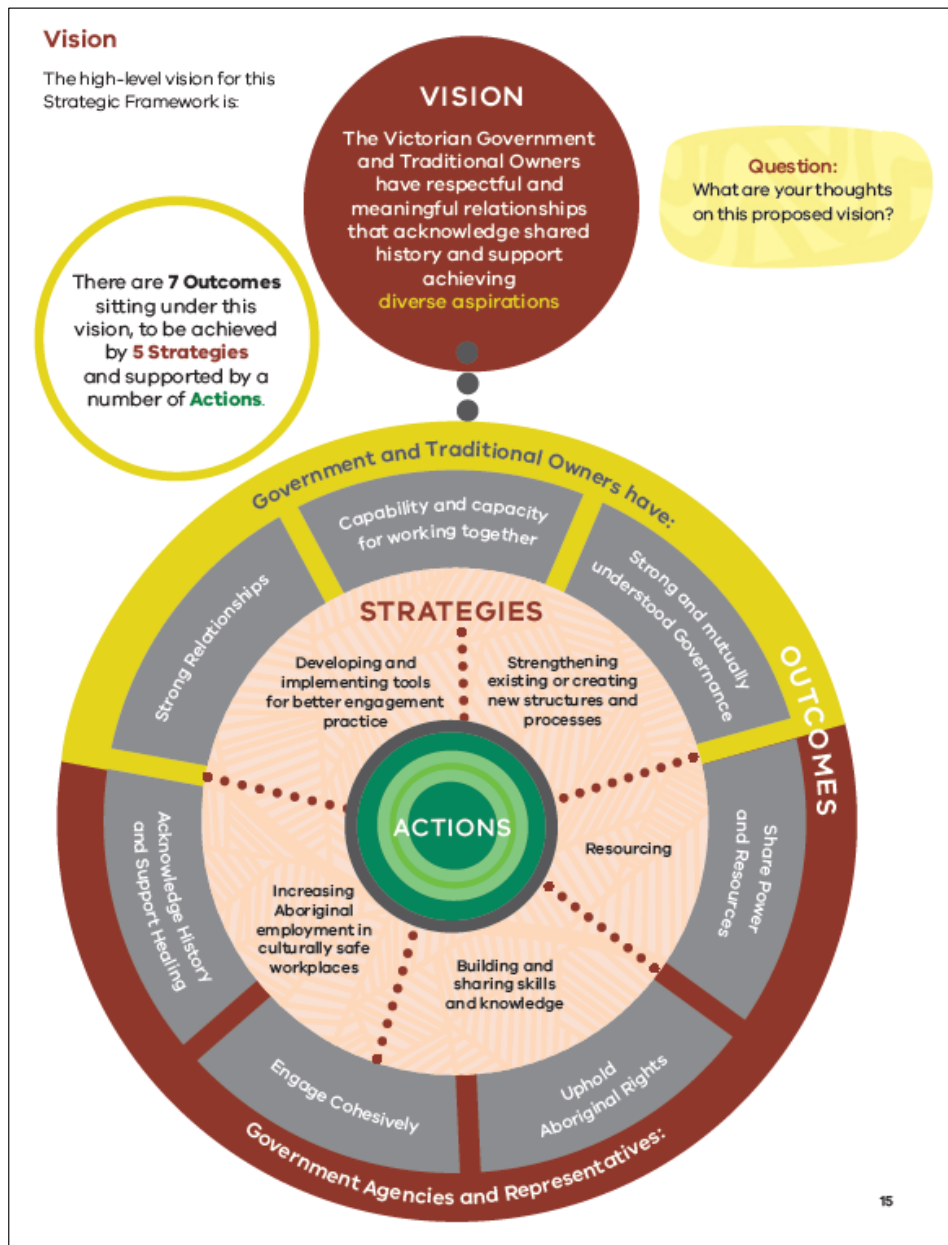 Vision
The high-level vision for this
Strategic Framework is:
VISION
The Victorian Government
and Traditional Owners
have respectful and
meaningful relationships
that acknowledge shared
history and support
achieving
diverse aspirations
Question:
What are your thoughts
on this proposed vision?
There are 7 Outcomes
sitting under this
vision, to be achieved
by 5 Strategies
and supported by a
number of Actions.
Government and Traditional Owners have:
Strong Relationships
Capability and capacity
for working together
Strong and mutually
understood Governance
OUTCOMES
STRATEGIES
Developing and
implementing tools
for better engagement
practice
Strengthening
existing or creating
new structures and
processes
ACTIONS
Resourcing
Increasing
Aboriginal
employment in
culturally safe
workplaces
Building and
sharing skills
and knowledge
Acknowledge History
and Support Healing
Share Power
and Resources
Engage Cohesively
Uphold
Aboriginal Rights
Government Agencies and Representatives:
15